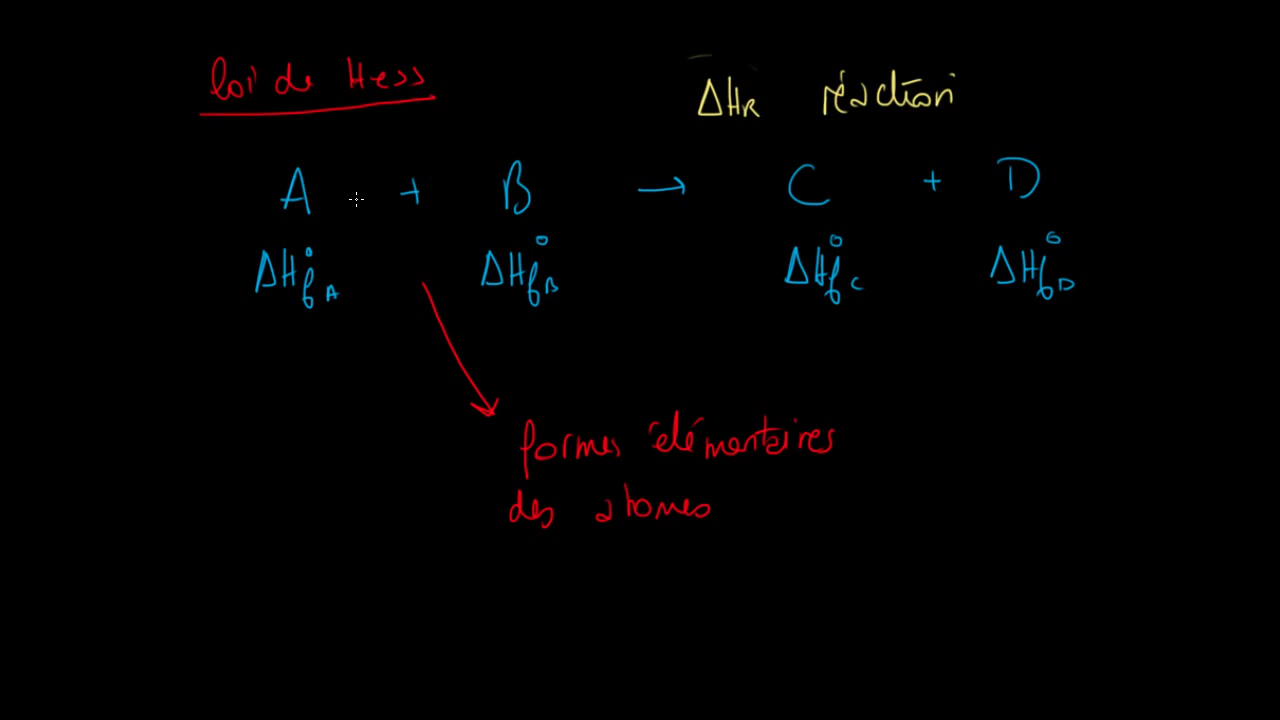 loi de Hess
ΔHR réaction
A + B → C + D
ΔH°fA ΔH°fB ΔH°fC ΔH°fD
formes élémentaires
des atomes